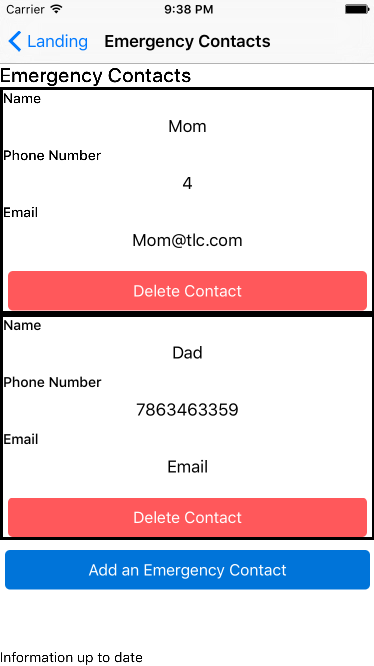 Carrier 9:38 PM
Landing Emergency Contacts
Emergency Contacts
Name
Mom
Phone Number
4
Email
Mom@tlc.com
Delete Contact
Name
Dad
Phone Number
7863463359
Email
Email
Delete Contact
Add an Emergency Contact
Information up to date